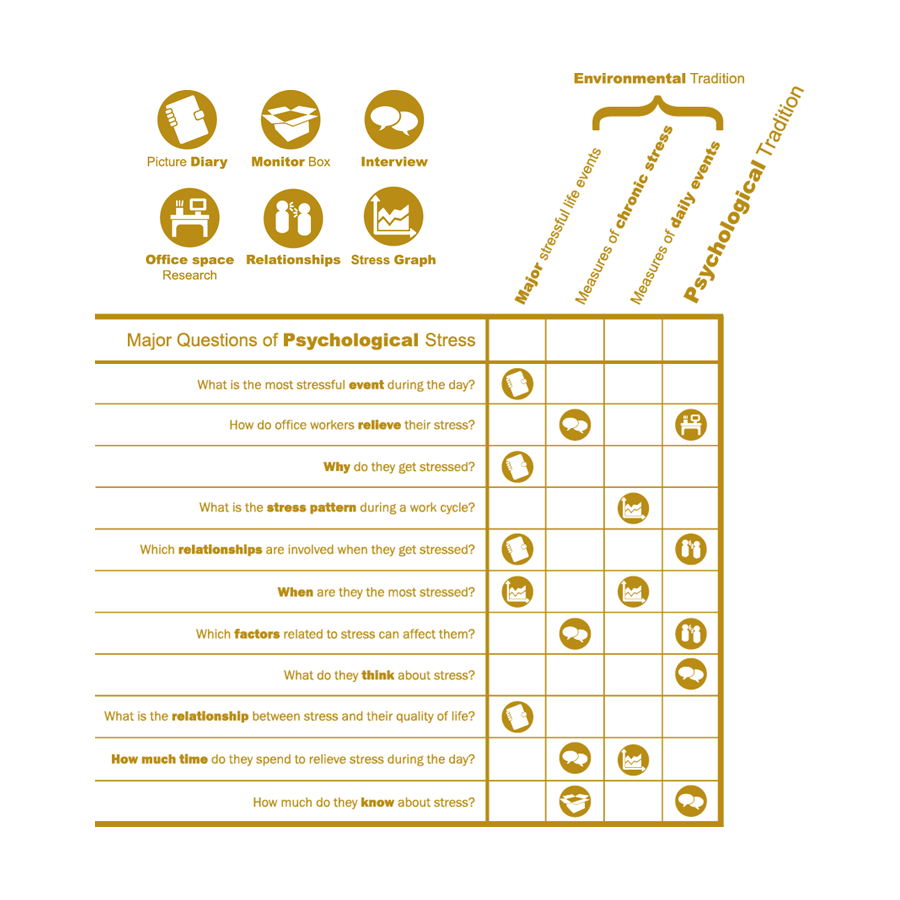 Environmental Tradition
Picture Diary
Monitor Box
Interview
Office space
Research
Relationships
Stress Graph
Major stressful life events
Measures of chronic stress
Measures of daily events
Psychological Tradition
Major Questions of Psychological Stress
What is the most stressful event during the day?
How do office workers relieve their stress?
Why do they get stressed?
What is the stress pattern during a work cycle?
Which relationships are involved when they get stressed?
When are they the most stressed?
Which factors related to stress can affect them?
What do they think about stress?
What is the relationship between stress and their quality of life?
How much time do they spend to relieve stress during the day?
How much do they know about stress?